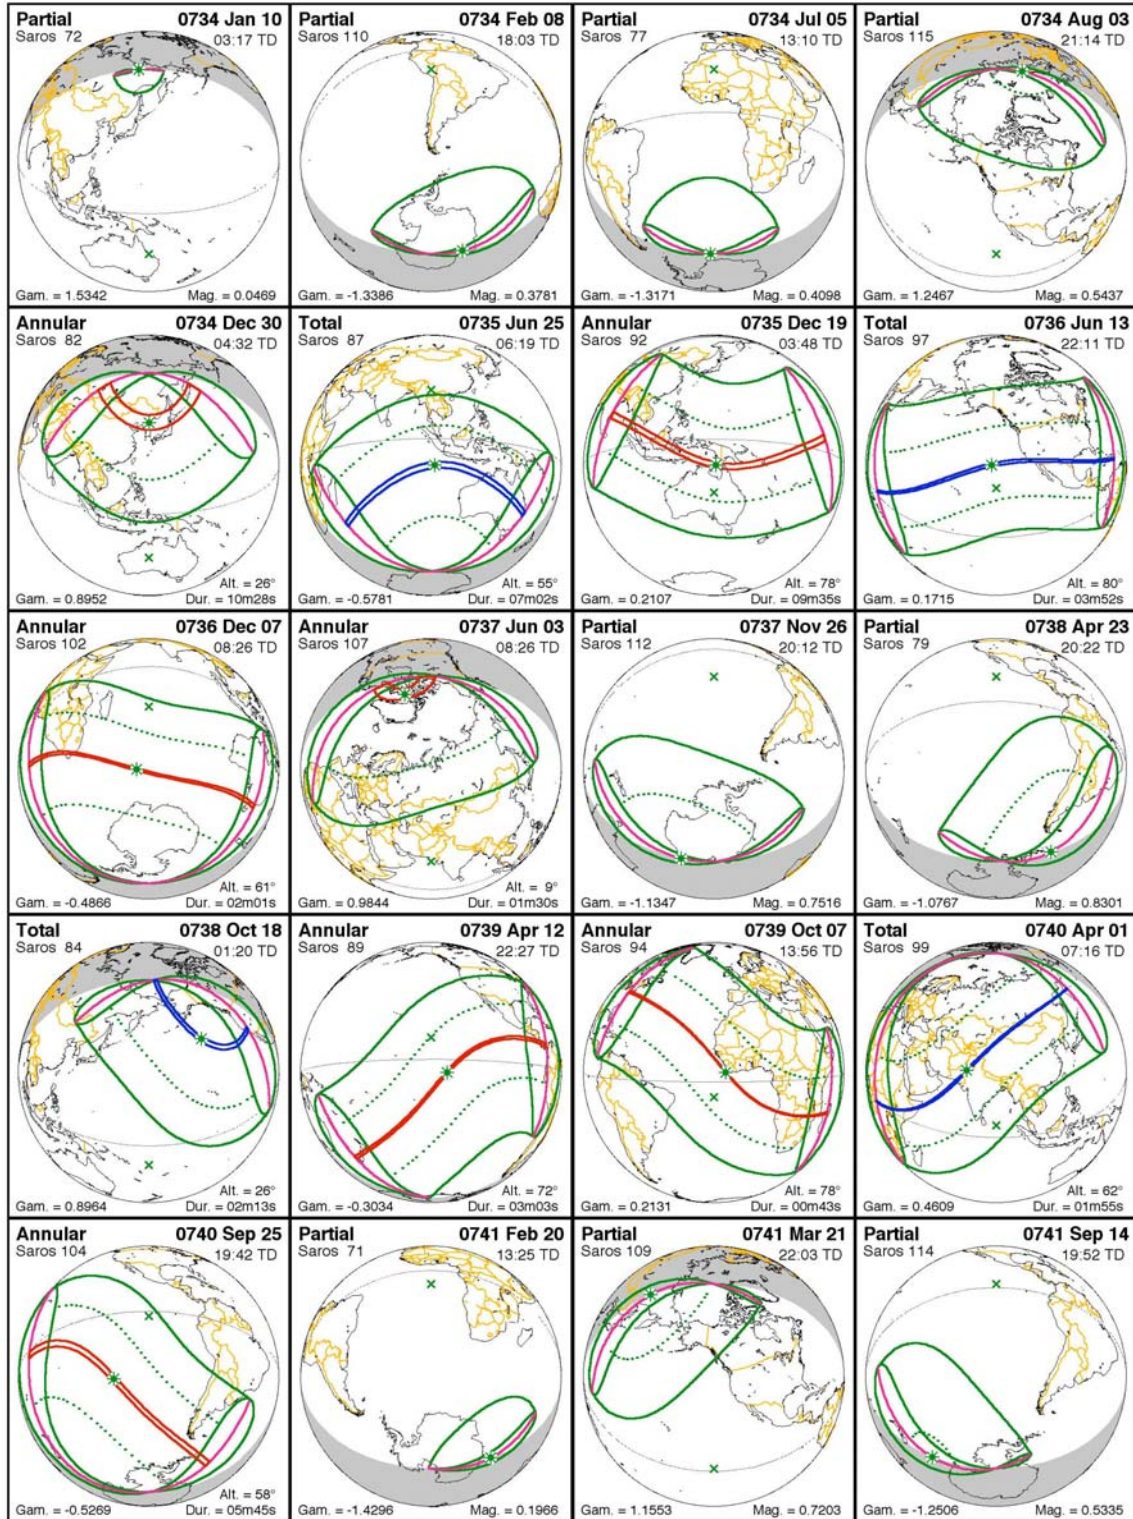 Partial 0734 Jan 10
Saros 72 03:17 TD
Gam. = 1.5342 Mag. = 0.0469
Partial 0734 Feb 08
Saros 110 18:03 TD
Gam. = -1.3386 Mag. = 0.3781
Partial 0734 Jul 05
Saros 77 13:10 TD
Gam. = -1.3171 Mag. = 0.4098
Partial 0734 Aug 03
Saros 115 21:14 TD
Gam. = 1.2467 Mag. = 0.5437
Annular 0734 Dec 30
Saros 82 04:32 TD
Alt. = 26°
Gam. = 0.8952 Dur. = 10m28s
Total 0735 Jun 25
Saros 87 06:19 TD
Alt. = 55°
Gam. = -0.5781 Dur. = 07m02s
Annular 0735 Dec 19
Saros 92 03:48 TD
Alt. = 78°
Gam. = 0.2107 Dur. = 09m35s
Total 0736 Jun 13
Saros 97 22:11 TD
Alt. = 80°
Gam. = 0.1715 Dur. = 03m52s
Annular 0736 Dec 07
Saros 102 08:26 TD
Alt. = 61°
Gam. = -0.4866 Dur. = 02m01s
Annular 0737 Jun 03
Saros 107 08:26 TD
Alt. = 9°
Gam. = 0.9844 Dur. = 01m30s
Partial 0737 Nov 26
Saros 112 20:12 TD
Gam. = -1.1347 Mag. = 0.7516
Partial 0738 Apr 23
Saros 79 20:22 TD
Gam. = -1.0767 Mag. = 0.8301
Total 0738 Oct 18
Saros 84 01:20 TD
Alt. = 26°
Gam. = 0.8964 Dur. = 02m13s
Annular 0739 Apr 12
Saros 89 22:27 TD
Alt. = 72°
Gam. = -0.3034 Dur. = 03m03s
Annular 0739 Oct 07
Saros 94 13:56 TD
Alt. = 78°
Gam. = 0.2131 Dur. = 00m43s
Total 0740 Apr 01
Saros 99 07:16 TD
Alt. = 62°
Gam. = 0.4609 Dur. = 01m55s
Annular 0740 Sep 25
Saros 104 19:42 TD
Alt. = 58°
Gam. = -0.5269 Dur. = 05m45s
Partial 0741 Feb 20
Saros 71 13:25 TD
Gam. = -1.4296 Mag. = 0.1966
Partial 0741 Mar 21
Saros 109 22:03 TD
Gam. = 1.1553 Mag. = 0.7203
Partial 0741 Sep 14
Saros 114 19:52 TD
Gam. = -1.2506 Mag. = 0.5335